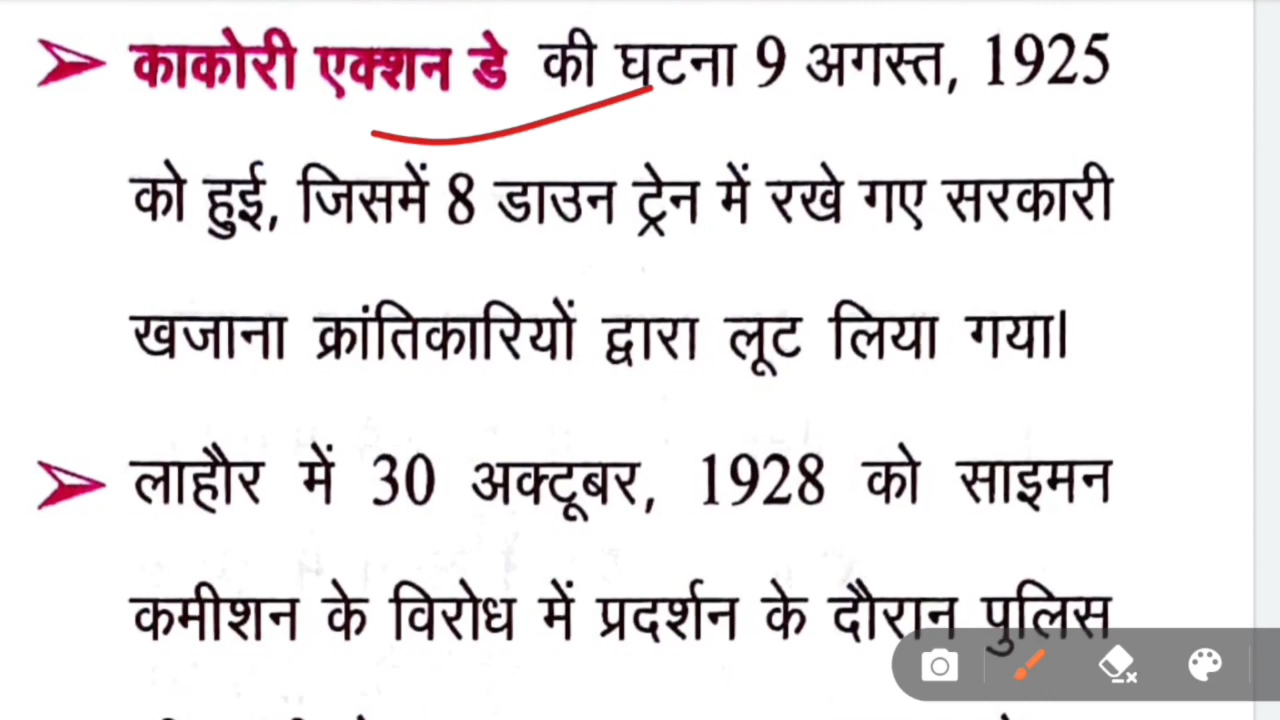 काकोरी एक्शन डे की घटना 9 अगस्त, 1925
को हुई, जिसमें 8 डाउन ट्रेन में रखे गए सरकारी
खजाना क्रांतिकारियों द्वारा लूट लिया गया।
लाहौर में 30 अक्टूबर, 1928 को साइमन
कमीशन के विरोध में प्रदर्शन के दौरान पुलिस